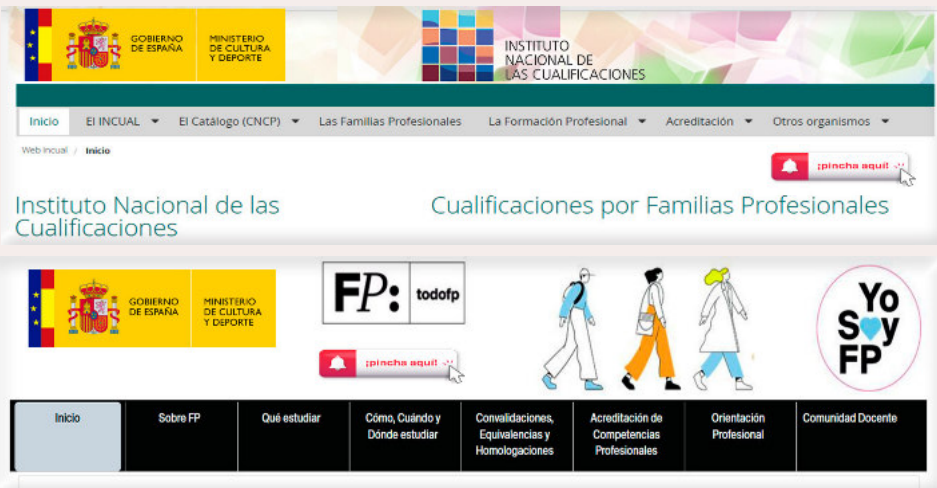 GOBIERNO
DE ESPAÑA
MINISTERIO
DE CULTURA
Y DEPORTE
INSTITUTO
NACIONAL DE
LAS CUALIFICACIONES
Inicio
El INCUAL
El Catálogo (CNCP)
Las Familias Profesionales
La Formación Profesional
Acreditación
Otros organismos
Web Incual / Inicio
¡pincha aquí!
Instituto Nacional de las
Cualificaciones
Cualificaciones por Familias Profesionales
GOBIERNO
DE ESPAÑA
MINISTERIO
DE CULTURA
Y DEPORTE
FP: todofp
¡pincha aquí!
Yo
Soy
FP
Inicio
Sobre FP
Qué estudiar
Cómo, Cuándo y
Dónde estudiar
Convalidaciones,
Equivalencias y
Homologaciones
Acreditación de
Competencias
Profesionales
Orientación
Profesional
Comunidad Docente